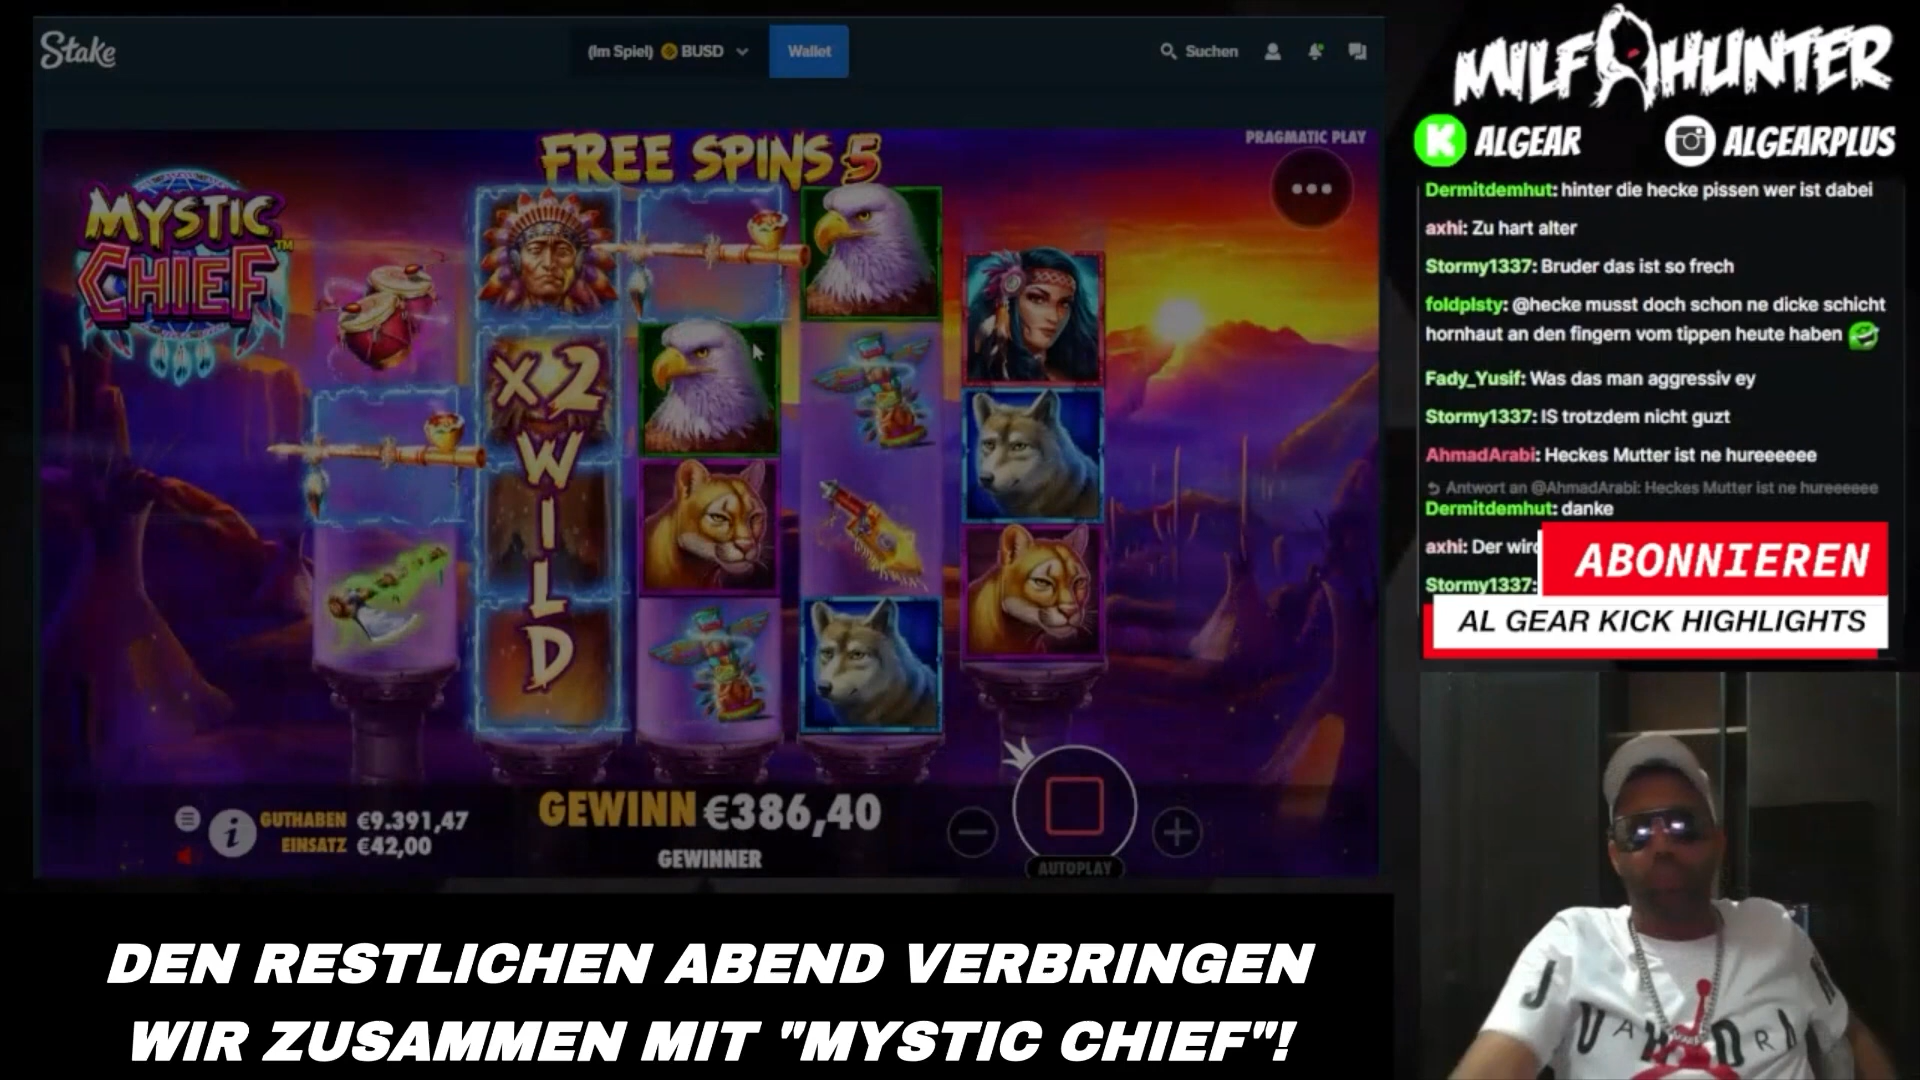 Stake
(Im Spiel) BUSD
Wallet
Suchen
FREE SPINS 5
PRAGMATIC PLAY
MYSTIC
CHIEF™
X2
WILD
GUTHABEN €9.391,47
EINSATZ €42,00
GEWINN €386,40
GEWINNER
AUTOPLAY
DEN RESTLICHEN ABEND VERBRINGEN
WIR ZUSAMMEN MIT "MYSTIC CHIEF"!
MILF HUNTER
K ALGEAR
ALGEARPLUS
Dermitdemhut: hinter die hecke pissen wer ist dabei
axhi: Zu hart alter
Stormy1337: Bruder das ist so frech
foldplsty: @hecke musst doch schon ne dicke schicht
hornhaut an den fingern vom tippen heute haben
Fady_Yusif: Was das man aggressiv ey
Stormy1337: IS trotzdem nicht guzt
AhmadArabi: Heckes Mutter ist ne hureeeeee
Antwort an @AhmadArabi: Heckes Mutter ist ne hureeeeee
Dermitdemhut: danke
axhi: Der wird
Stormy1337:
ABONNIEREN
AL GEAR KICK HIGHLIGHTS